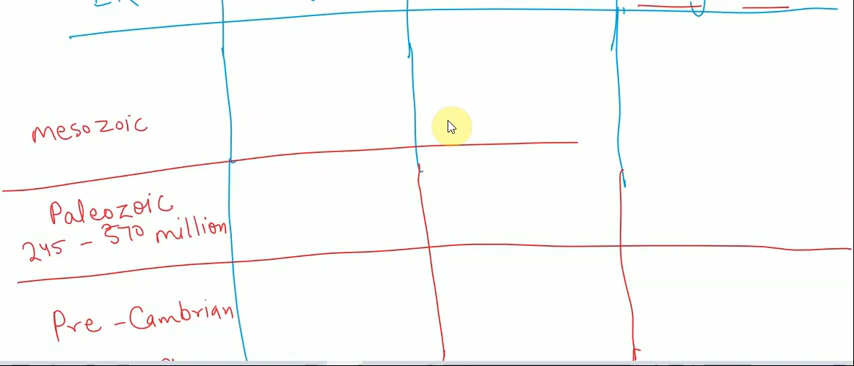 mesozoic
Paleozoic
245 - 570 million
Pre - Cambrian